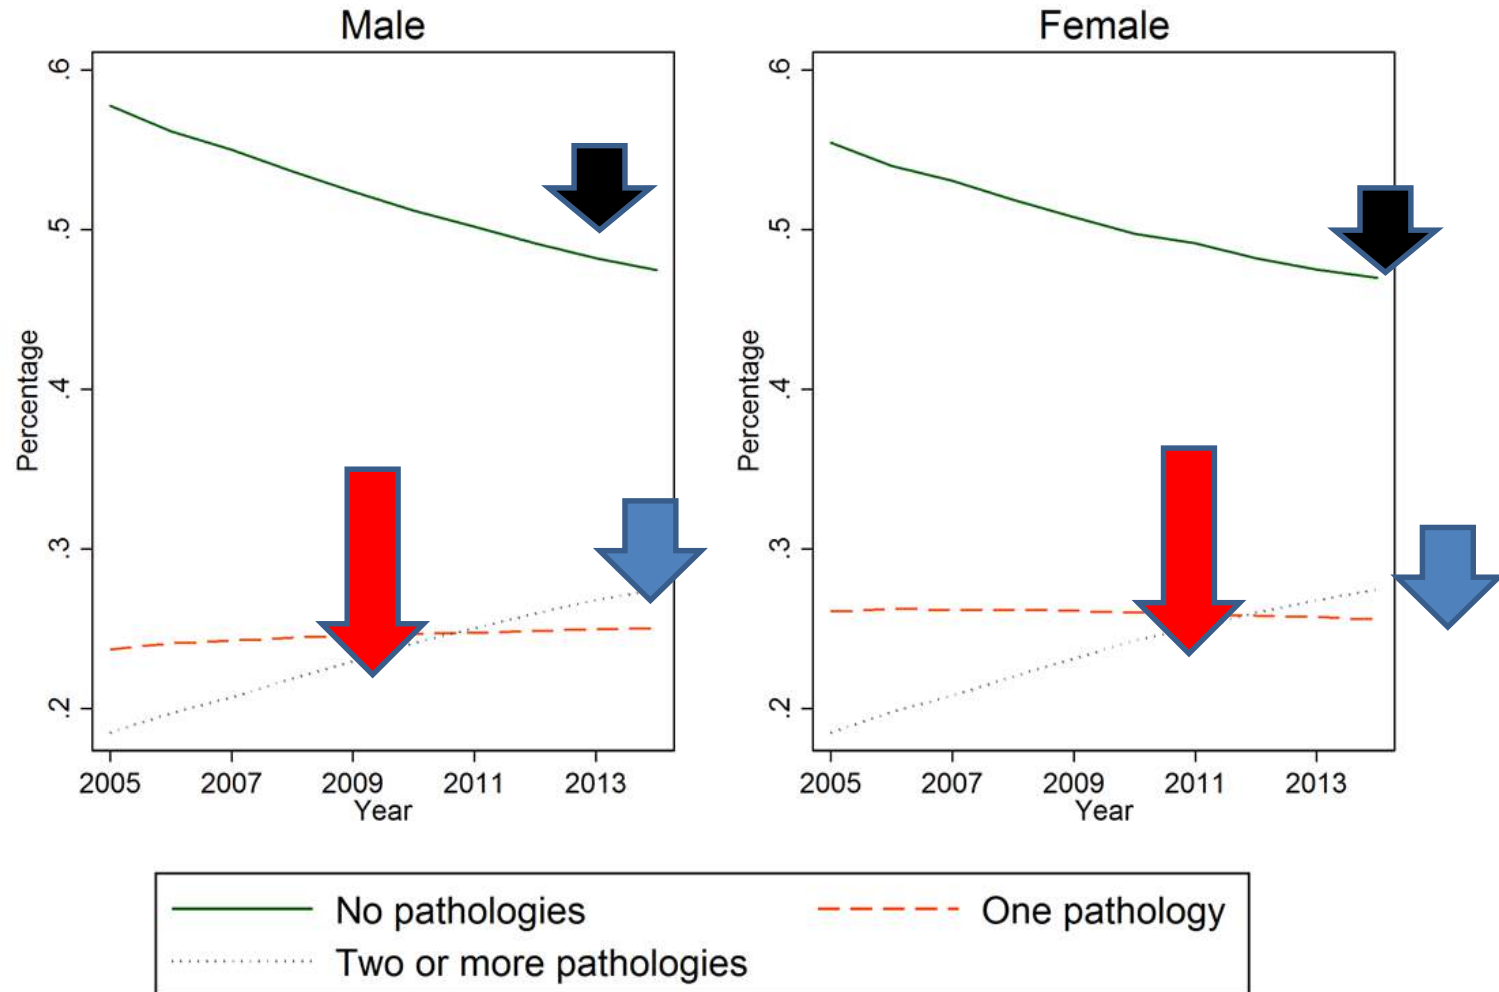 Male
Female
.6
.5
.4
.3
.2
Percentage
2005 2007 2009 2011 2013
Year
.6
.5
.4
.3
.2
Percentage
2005 2007 2009 2011 2013
Year
No pathologies
One pathology
Two or more pathologies